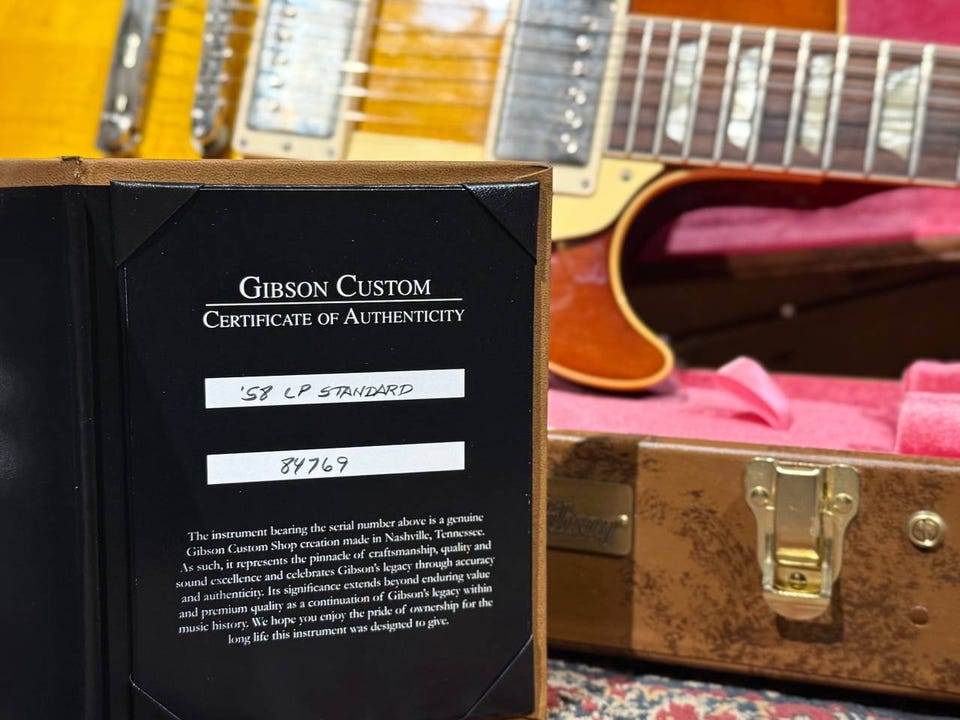 GIBSON CUSTOM
CERTIFICATE OF AUTHENTICITY
'58 LP STANDARD
84769
The instrument bearing the serial number above is a genuine
Gibson Custom Shop creation made in Nashville, Tennessee.
As such, it represents the pinnacle of craftsmanship, quality and
sound excellence and celebrates Gibson's legacy through accuracy
and authenticity. Its significance extends beyond enduring value
and premium quality as a continuation of Gibson's legacy within
music history. We hope you enjoy the pride of ownership for the
long life this instrument was designed to give.